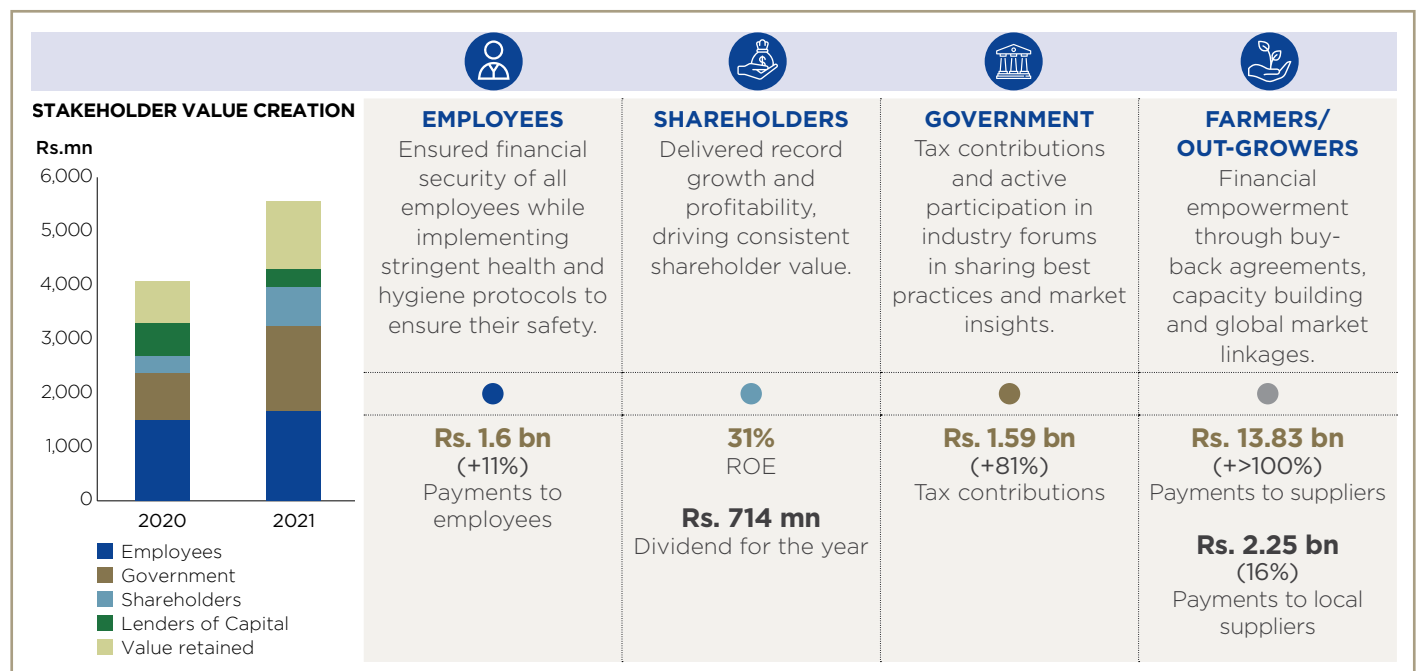 STAKEHOLDER VALUE CREATION
Rs.mn
6,000
5,000
4,000
3,000
2,000
1,000
0
2020
2021
Employees
Government
Shareholders
Lenders of Capital
Value retained
EMPLOYEES
Ensured financial
security of all
employees while
implementing
stringent health and
hygiene protocols to
ensure their safety.
Rs. 1.6 bn
(+11%)
Payments to
employees
SHAREHOLDERS
Delivered record
growth and
profitability,
driving consistent
shareholder value.
31%
ROE
Rs. 714 mn
Dividend for the year
GOVERNMENT
Tax contributions
and active
participation in
industry forums
in sharing best
practices and market
insights.
Rs. 1.59 bn
(+81%)
Tax contributions
FARMERS/
OUT-GROWERS
Financial
empowerment
through buy-
back agreements,
capacity building
and global market
linkages.
Rs. 13.83 bn
(+>100%)
Payments to suppliers
Rs. 2.25 bn
(16%)
Payments to local
suppliers